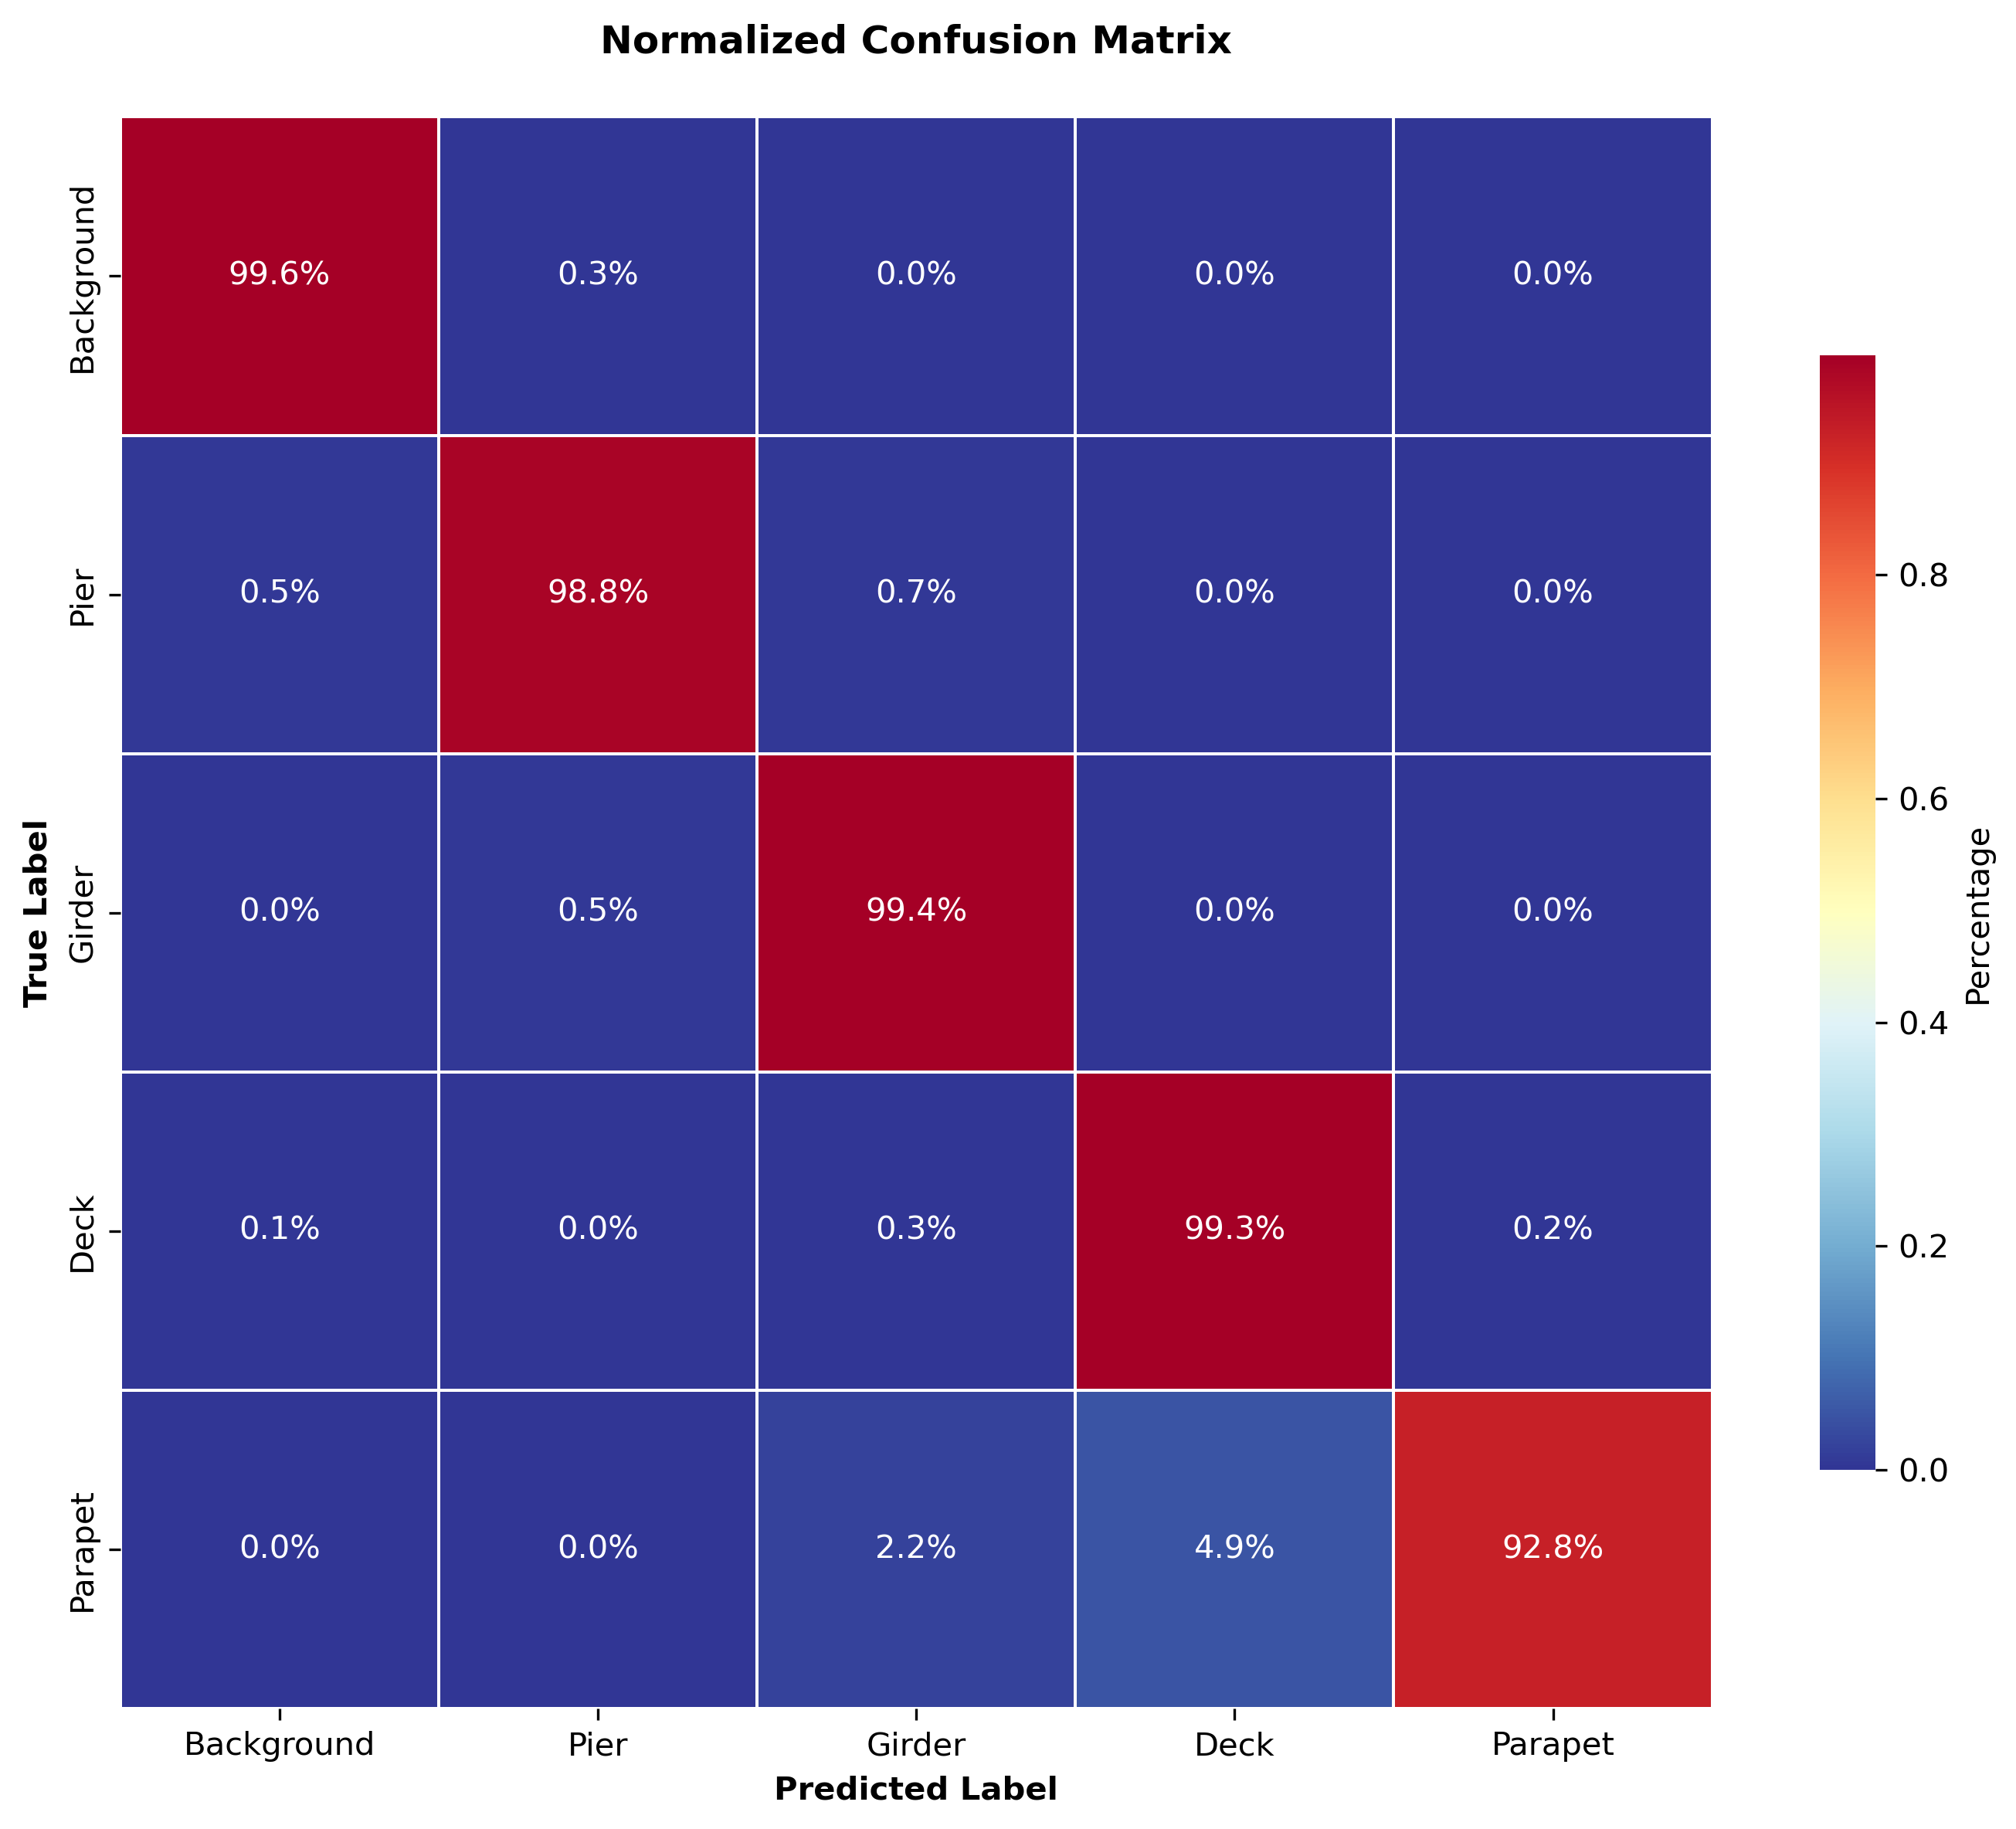 Normalized Confusion Matrix
True Label
Background
99.6% 0.3% 0.0% 0.0% 0.0%
Pier
0.5% 98.8% 0.7% 0.0% 0.0%
Girder
0.0% 0.5% 99.4% 0.0% 0.0%
Deck
0.1% 0.0% 0.3% 99.3% 0.2%
Parapet
0.0% 0.0% 2.2% 4.9% 92.8%
Background Pier Girder Deck Parapet
Predicted Label
0.8
0.6
0.4
0.2
0.0
Percentage